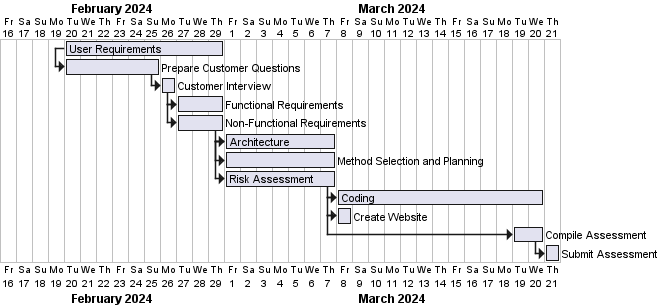 February 2024 March 2024
Fr Sa Su Mo Tu We Th Fr Sa Su Mo Tu We Th Fr Sa Su Mo Tu We Th Fr Sa Su Mo Tu We Th Fr Sa Su Mo Tu We Th
16 17 18 19 20 21 22 23 24 25 26 27 28 29 1 2 3 4 5 6 7 8 9 10 11 12 13 14 15 16 17 18 19 20 21
User Requirements
Prepare Customer Questions
Customer Interview
Functional Requirements
Non-Functional Requirements
Architecture
Method Selection and Planning
Risk Assessment
Coding
Create Website
Compile Assessment
Submit Assessment
Fr Sa Su Mo Tu We Th Fr Sa Su Mo Tu We Th Fr Sa Su Mo Tu We Th Fr Sa Su Mo Tu We Th Fr Sa Su Mo Tu We Th
16 17 18 19 20 21 22 23 24 25 26 27 28 29 1 2 3 4 5 6 7 8 9 10 11 12 13 14 15 16 17 18 19 20 21
February 2024 March 2024